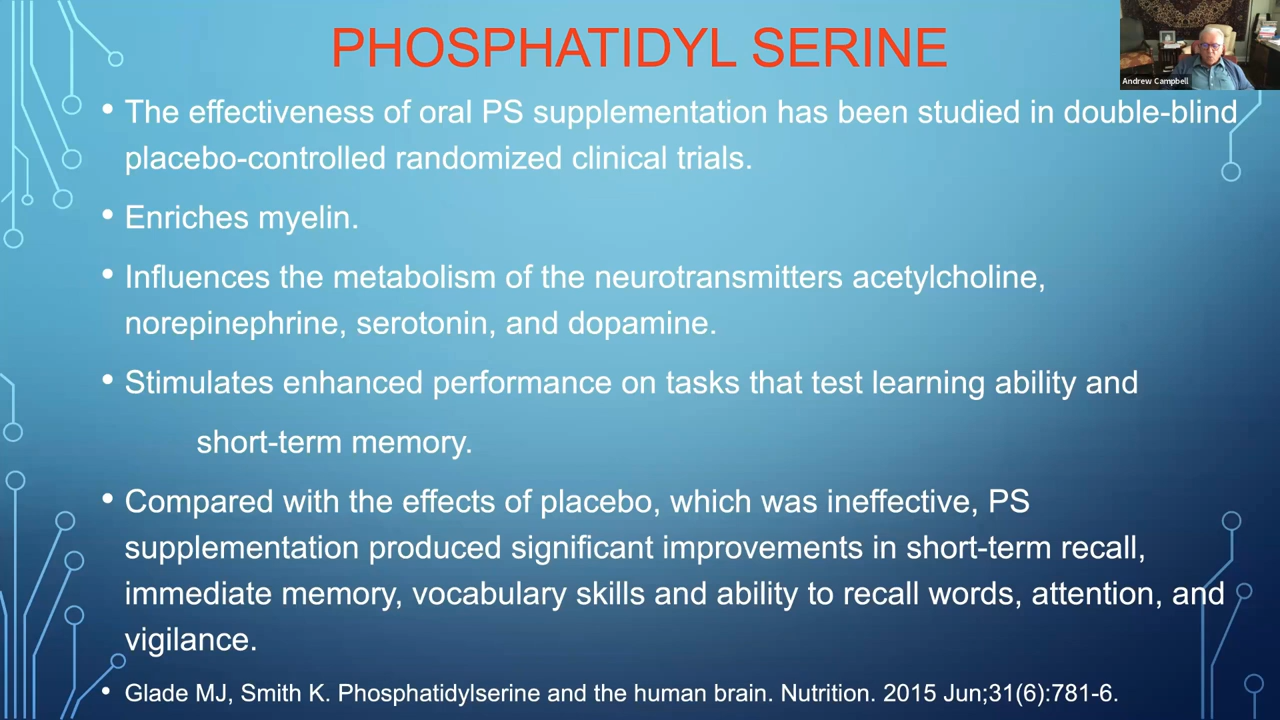 PHOSPHATIDYL SERINE
Andrew Campbell
• The effectiveness of oral PS supplementation has been studied in double-blind
placebo-controlled randomized clinical trials.
• Enriches myelin.
• Influences the metabolism of the neurotransmitters acetylcholine,
norepinephrine, serotonin, and dopamine.
• Stimulates enhanced performance on tasks that test learning ability and
short-term memory.
• Compared with the effects of placebo, which was ineffective, PS
supplementation produced significant improvements in short-term recall,
immediate memory, vocabulary skills and ability to recall words, attention, and
vigilance.
• Glade MJ, Smith K. Phosphatidylserine and the human brain. Nutrition. 2015 Jun;31(6):781-6.